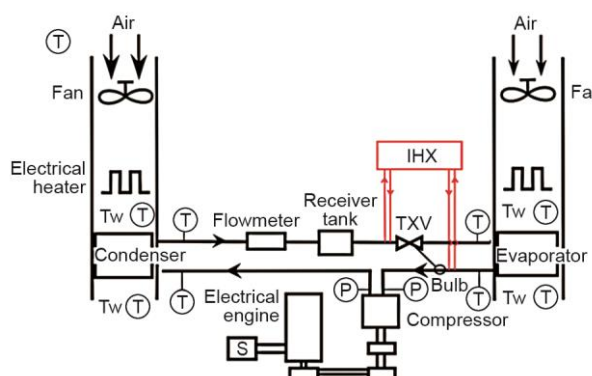 Air
Air
T
Fan
Fa
IHX
Electrical
heater
Receiver
tank
TXV
Tw T
T
Flowmeter
T
Tw T
Condenser
Evaporator
Tw T
T
Electrical
engine
P
P
Bulb
T
Tw T
Compressor
S